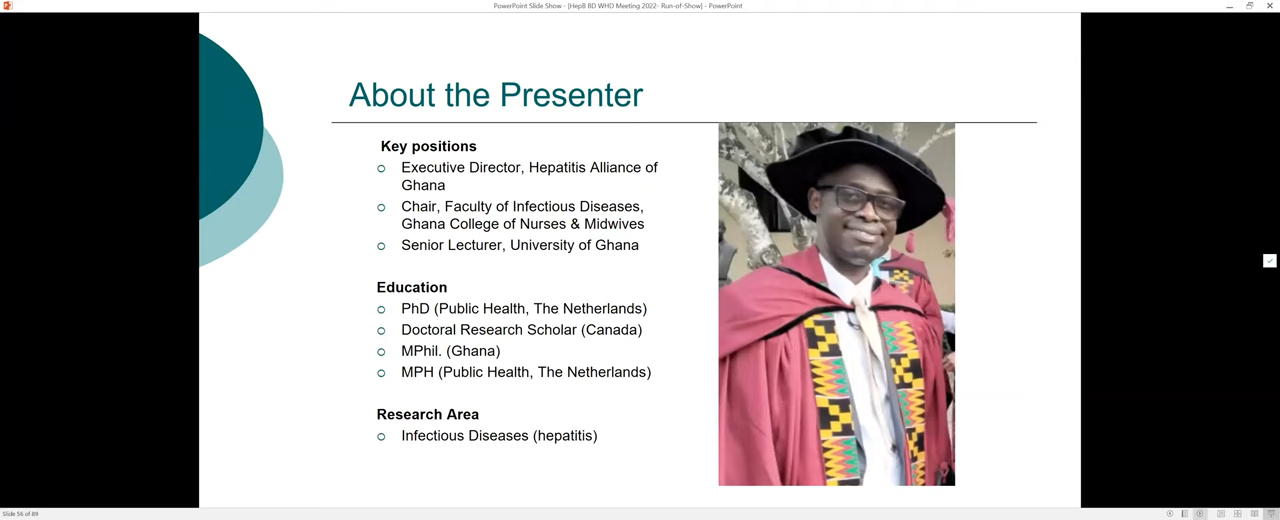 PowerPoint Slide Show - [HepB BD WHD Meeting 2022- Run-of-Show] - PowerPoint
About the Presenter
Key positions
Executive Director, Hepatitis Alliance of
Ghana
Chair, Faculty of Infectious Diseases,
Ghana College of Nurses & Midwives
Senior Lecturer, University of Ghana
Education
PhD (Public Health, The Netherlands)
Doctoral Research Scholar (Canada)
MPhil. (Ghana)
MPH (Public Health, The Netherlands)
Research Area
Infectious Diseases (hepatitis)
Slide 56 of 89